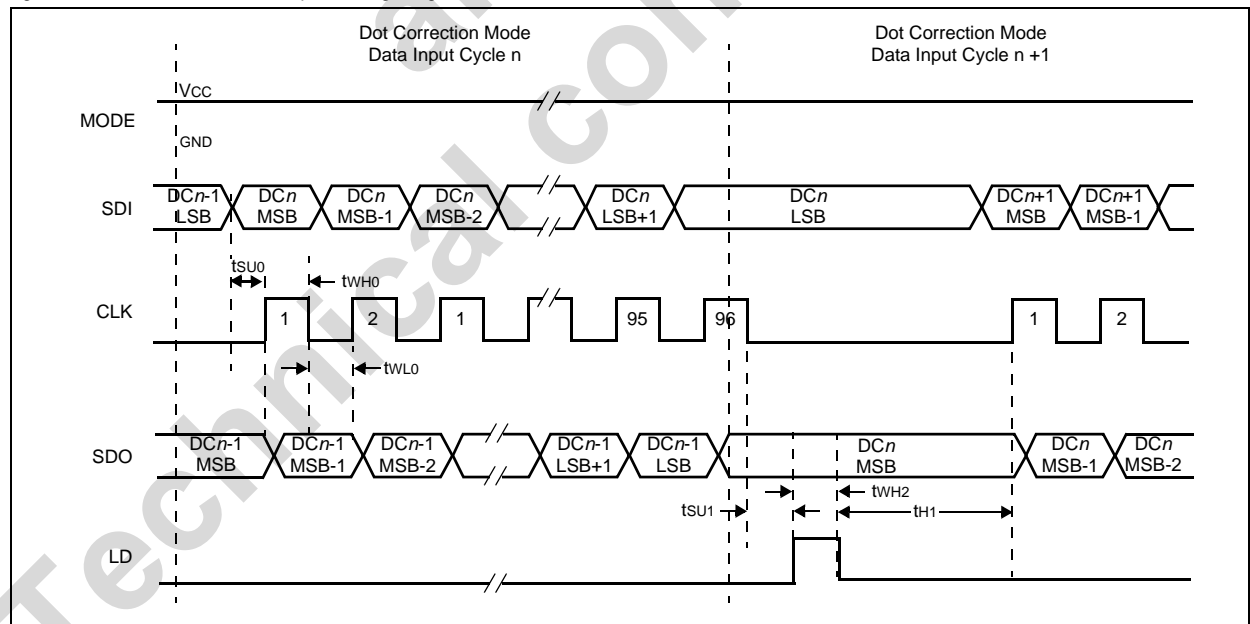 Dot Correction Mode
Data Input Cycle n
Dot Correction Mode
Data Input Cycle n +1
MODE
VCC
GND
SDI
DCn-1
LSB
DCn
MSB
DCn
MSB-1
DCn
MSB-2
DCn
LSB+1
DCn
LSB
DCn+1
MSB
DCn+1
MSB-1
tSU0
tWH0
CLK
1
2
1
95
96
1
2
tWL0
SDO
DCn-1
MSB
DCn-1
MSB-1
DCn-1
MSB-2
DCn-1
LSB+1
DCn-1
LSB
DCn
MSB
DCn
MSB-1
DCn
MSB-2
tWH2
tSU1
tH1
LD